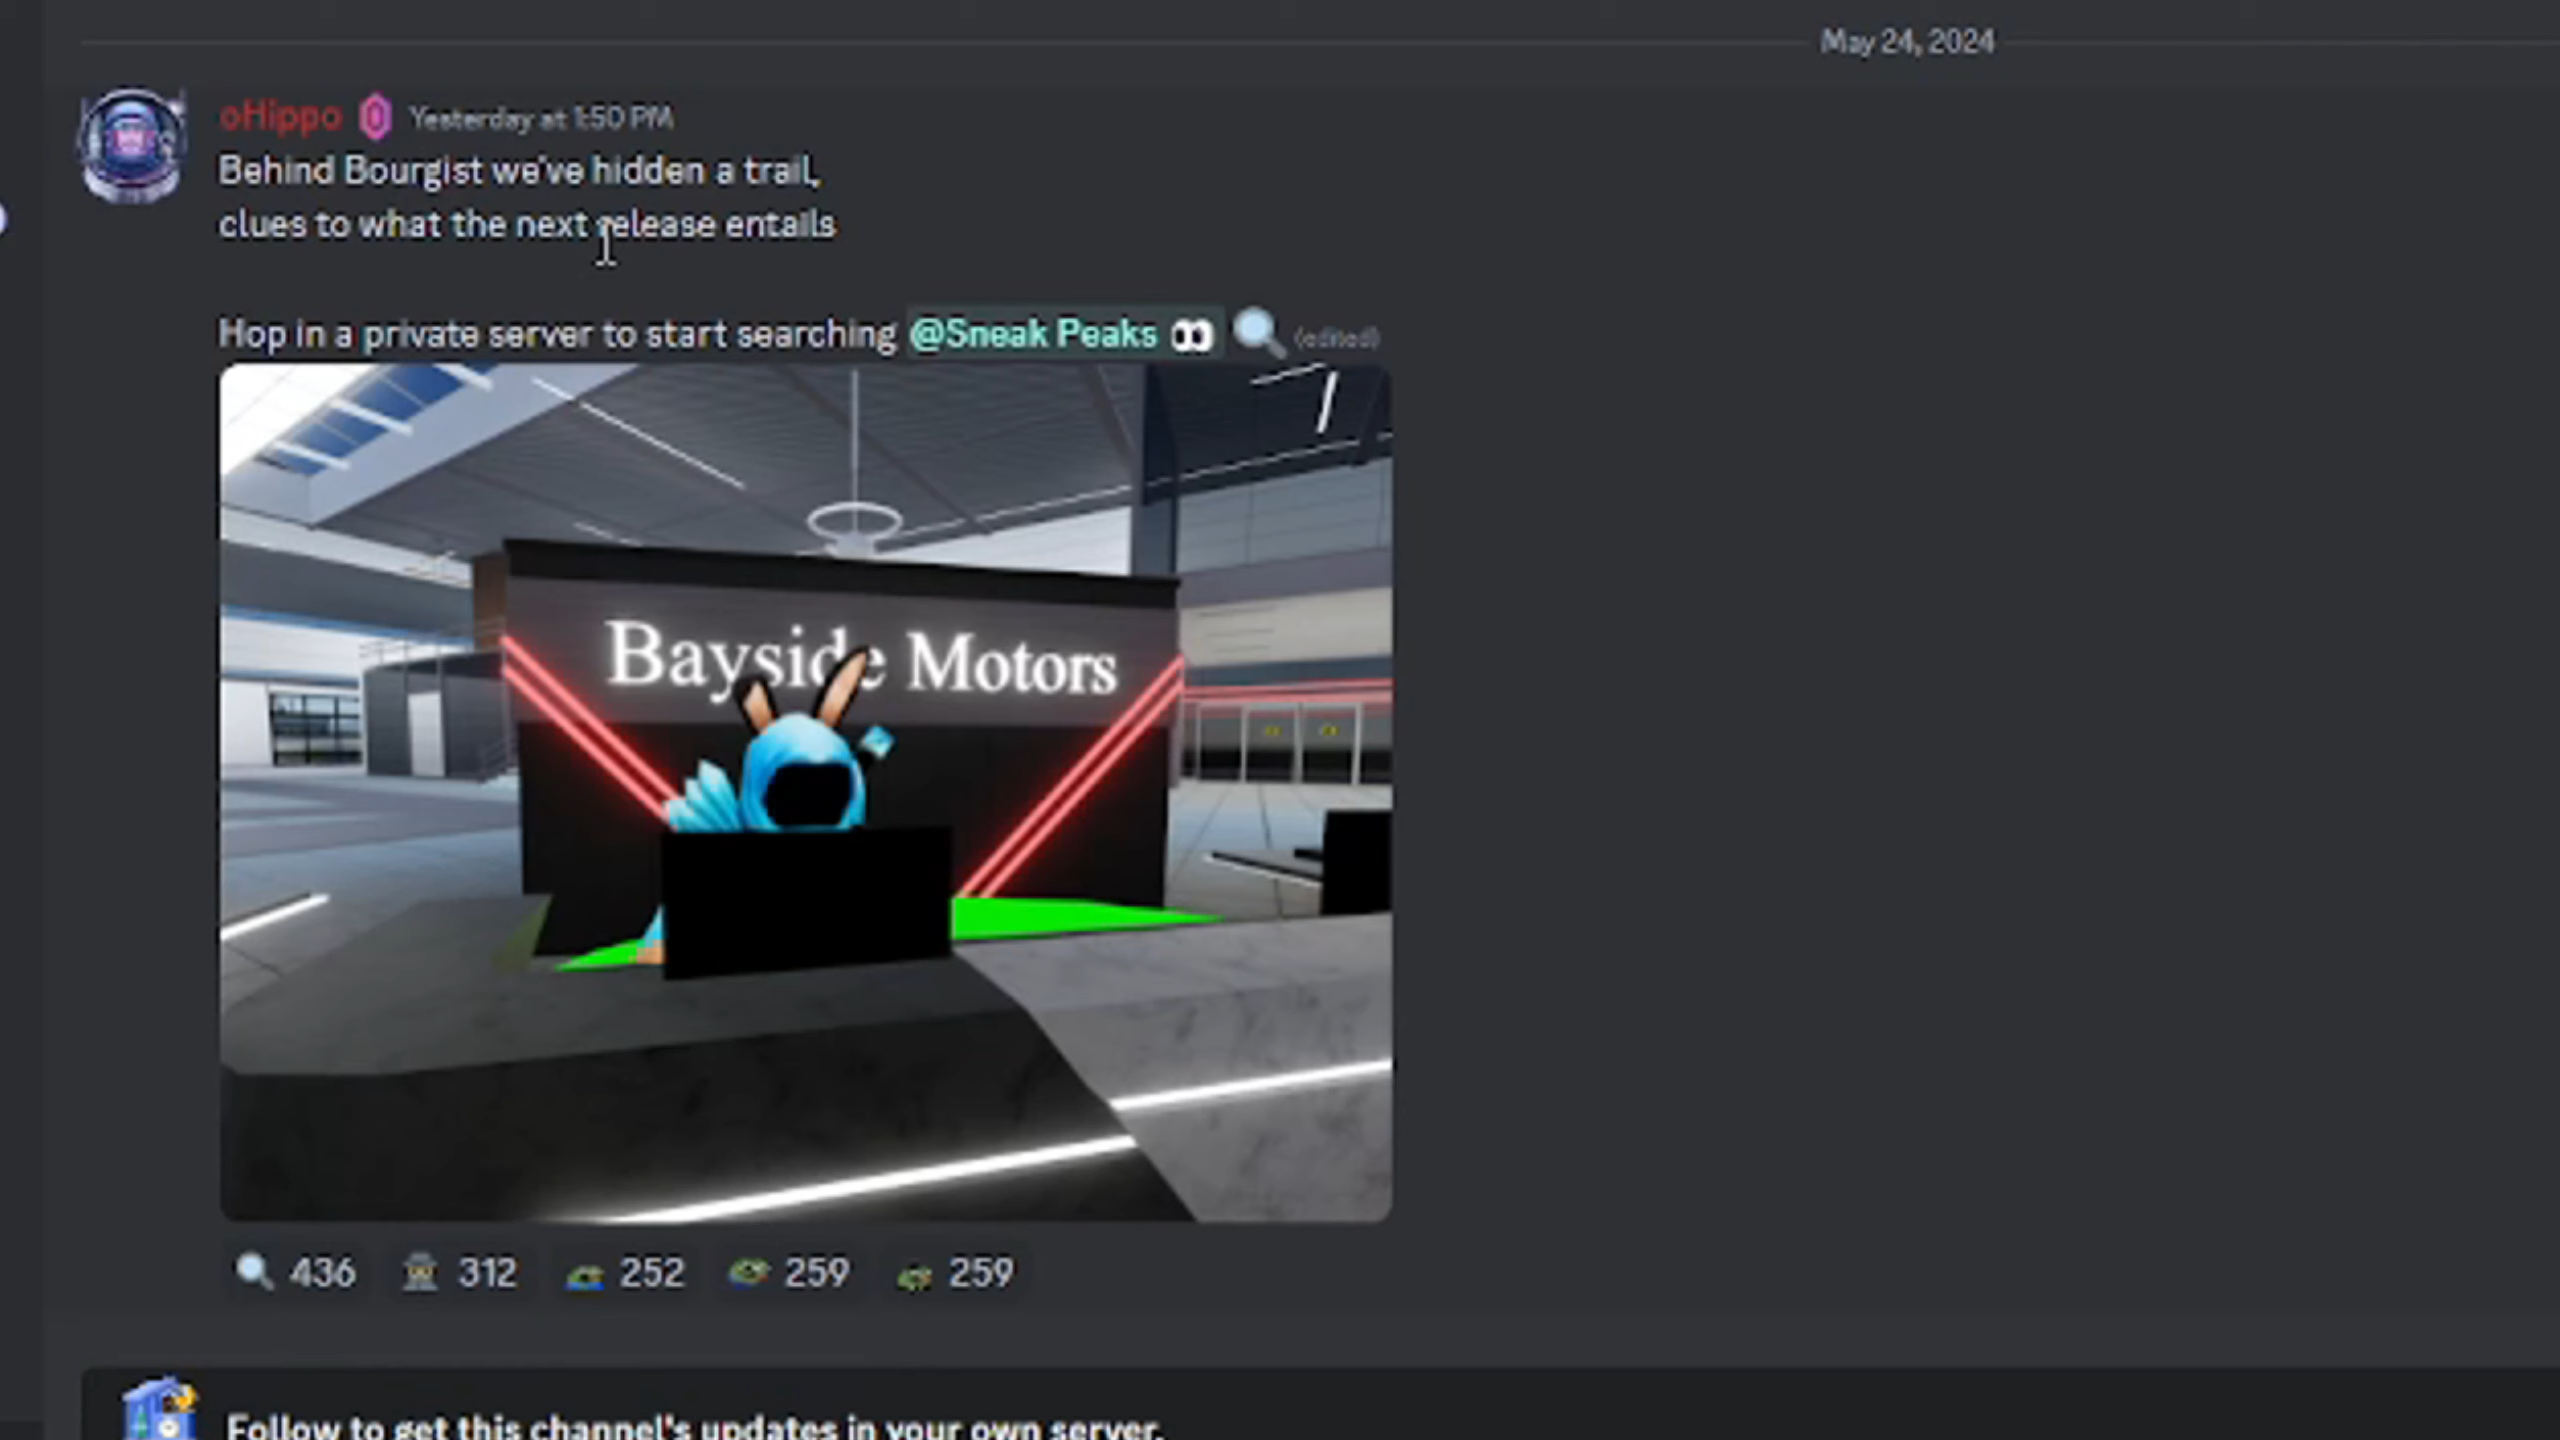 May 24, 2024
oHippo Yesterday at 1:50 PM
Behind Bourgist we've hidden a trail,
clues to what the next release entails
Hop in a private server to start searching @Sneak Peaks 👀 🔍 (edited)
Bayside Motors
436 312 252 259 259
Follow to get this channel's updates in your own server.